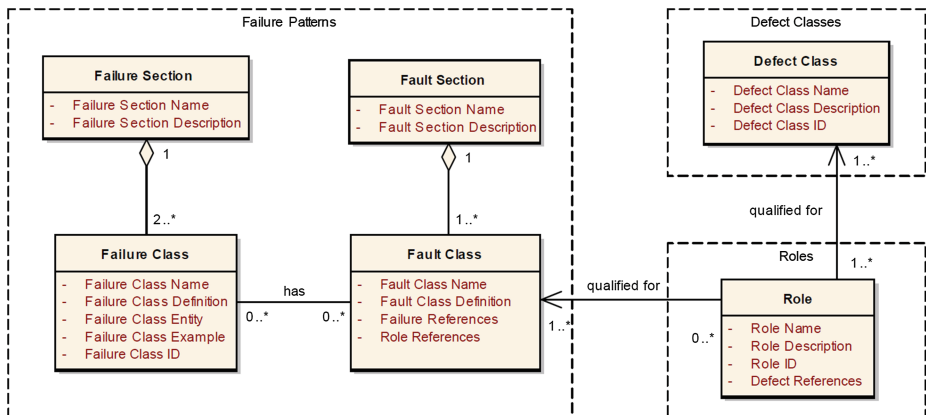 Failure Patterns
Failure Section
- Failure Section Name
- Failure Section Description
1
2..*
Fault Section
- Fault Section Name
- Fault Section Description
1
1..*
Failure Class
- Failure Class Name
- Failure Class Definition
- Failure Class Entity
- Failure Class Example
- Failure Class ID
has
0..*
0..*
Fault Class
- Fault Class Name
- Fault Class Definition
- Failure References
- Role References
qualified for
1..*
0..*
Defect Classes
Defect Class
- Defect Class Name
- Defect Class Description
- Defect Class ID
1..*
qualified for
1..*
Roles
Role
- Role Name
- Role Description
- Role ID
- Defect References